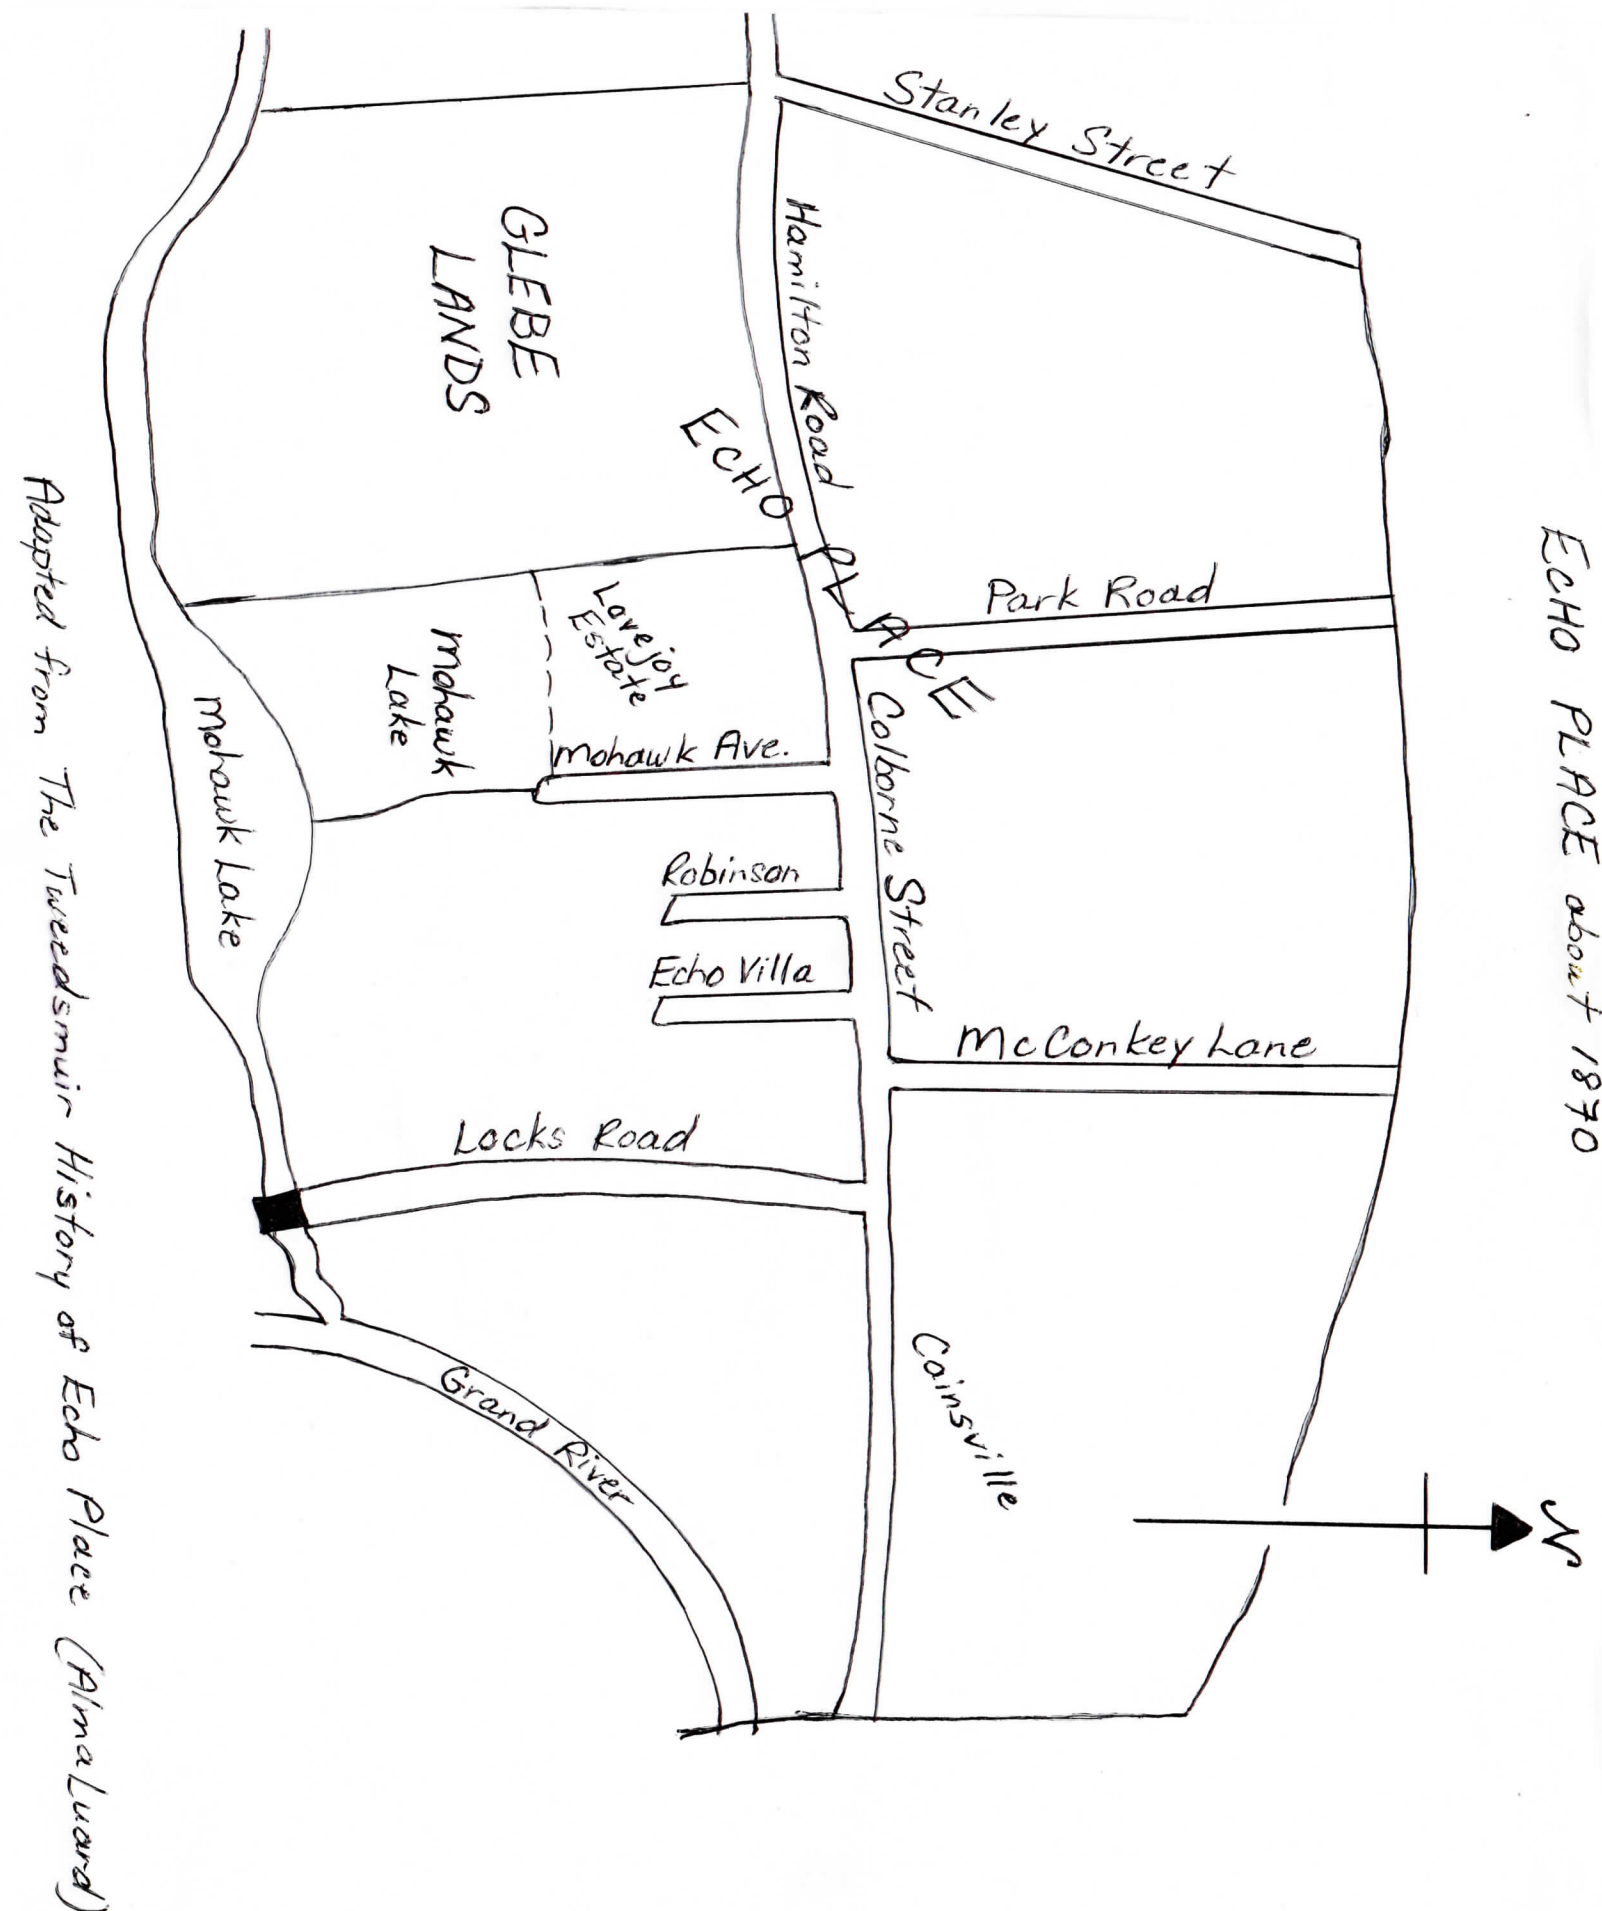 ECHO PLACE about 1870
N
Stanley Street
Hamilton Road
GLEBE
LANDS
ECHO PLACE
Park Road
Lovejoy
Estate
Mohawk
Lake
Mohawk Lake
Mohawk Ave.
Colborne Street
Robinson
Echo Villa
McConkey Lane
Locks Road
Cainsville
Grand River
Adapted from The Tweedsmuir History of Echo Place (Alma Luard)